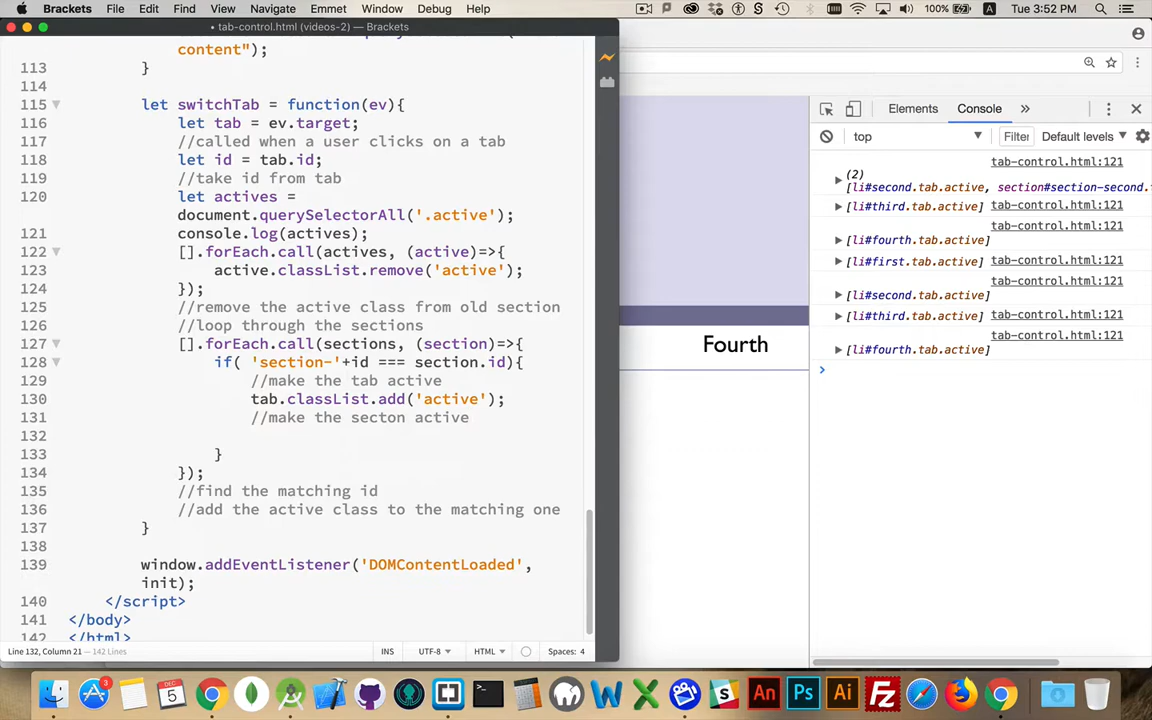 Brackets File Edit Find View Navigate Emmet Window Debug Help 100% Tue 3:52 PM
• tab-control.html (videos-2) — Brackets
content");
113 }
114
115 let switchTab = function(ev){
116 let tab = ev.target;
117 //called when a user clicks on a tab
118 let id = tab.id;
119 //take id from tab
120 let actives =
document.querySelectorAll('.active');
121 console.log(actives);
122 [].forEach.call(actives, (active)=>{
123 active.classList.remove('active');
124 });
125 //remove the active class from old section
126 //loop through the sections
127 [].forEach.call(sections, (section)=>{
128 if( 'section-'+id === section.id){
129 //make the tab active
130 tab.classList.add('active');
131 //make the secton active
132
133 }
134 });
135 //find the matching id
136 //add the active class to the matching one
137 }
138
139 window.addEventListener('DOMContentLoaded',
init);
140 </script>
141 </body>
142 </html>
Line 132, Column 21 — 142 Lines INS UTF-8 HTML Spaces: 4
Fourth
Elements Console »
top Filter Default levels
tab-control.html:121
(2)
[li#second.tab.active, section#section-second.
[li#third.tab.active] tab-control.html:121
tab-control.html:121
[li#fourth.tab.active]
[li#first.tab.active] tab-control.html:121
tab-control.html:121
[li#second.tab.active]
[li#third.tab.active] tab-control.html:121
tab-control.html:121
[li#fourth.tab.active]
3
DEC
5
An Ps Ai Fz